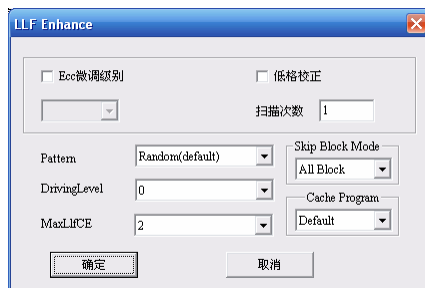 LLF Enhance
Ecc微调级别
低格校正
扫描次数 1
Pattern Random(default)
Skip Block Mode
All Block
DrivingLevel 0
Cache Program
Default
MaxLlfCE 2
确定 取消